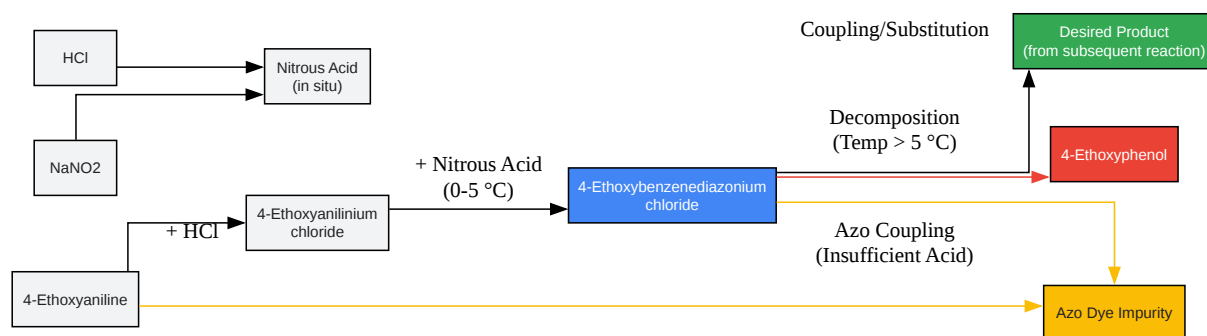 HCl
Nitrous Acid
(in situ)
NaNO2
Coupling/Substitution
Desired Product
(from subsequent reaction)
Decomposition
(Temp > 5 °C)
4-Ethoxyphenol
+ Nitrous Acid
(0-5 °C)
4-Ethoxybenzenediazonium
chloride
4-Ethoxyanilinium
chloride
+ HCl
Azo Coupling
(Insufficient Acid)
4-Ethoxyaniline
Azo Dye Impurity